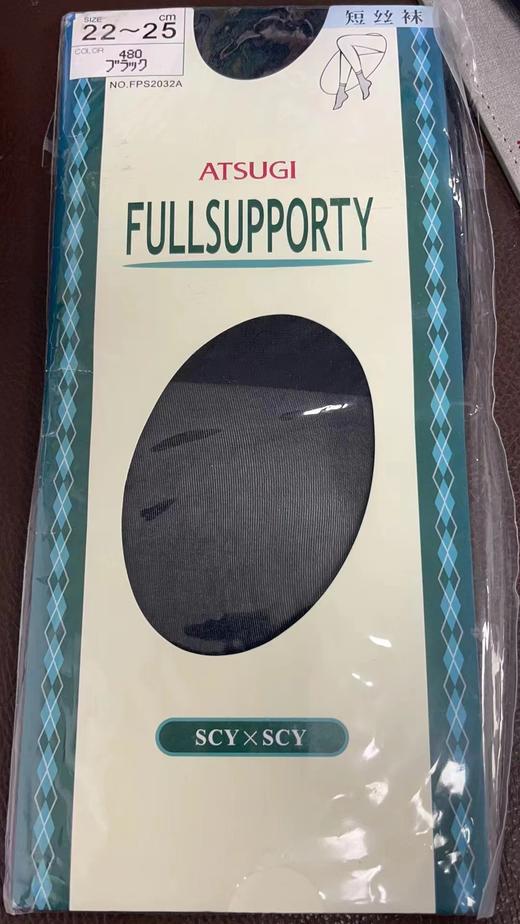 SIZE cm
22～25
COLOR 480
ブラック
NO.FPS2032A
短丝袜
ATSUGI
FULLSUPPORTY
SCY×SCY